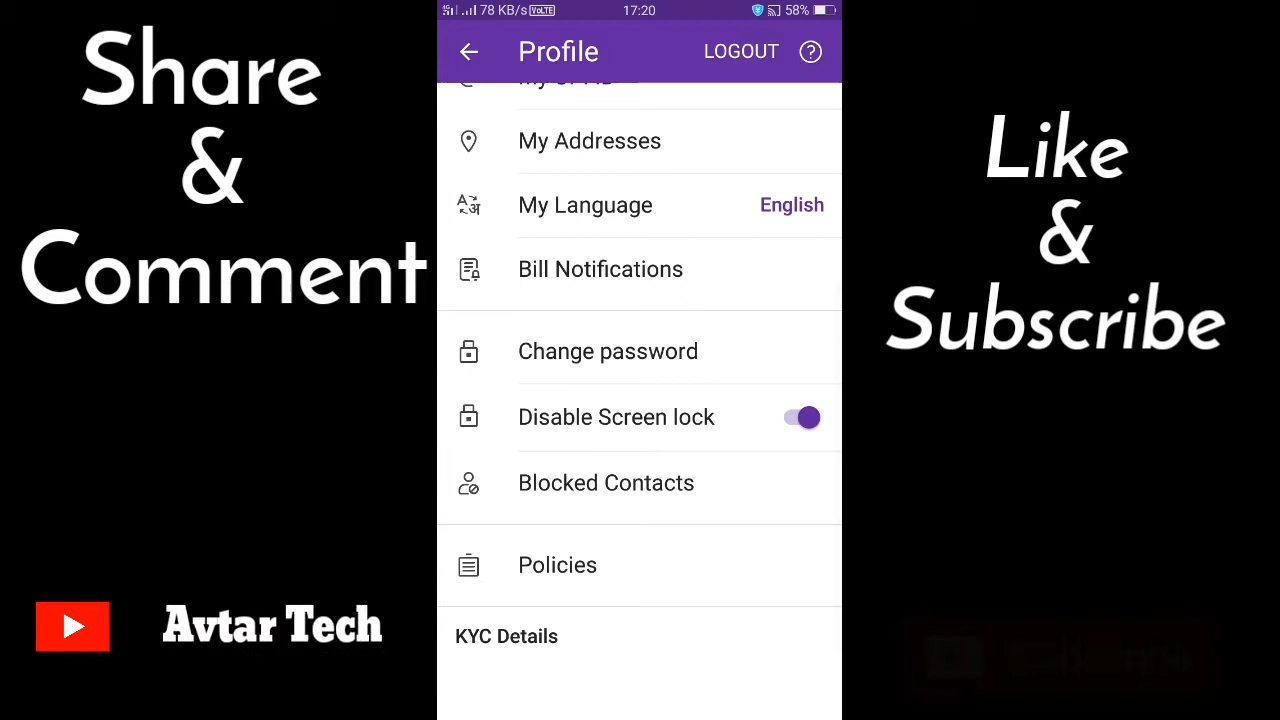 Share
&
Comment
78 KB/s VoLTE 17:20 58%
Profile LOGOUT
My Addresses
My Language English
Bill Notifications
Change password
Disable Screen lock
Blocked Contacts
Policies
KYC Details
Like
&
Subscribe
Avtar Tech